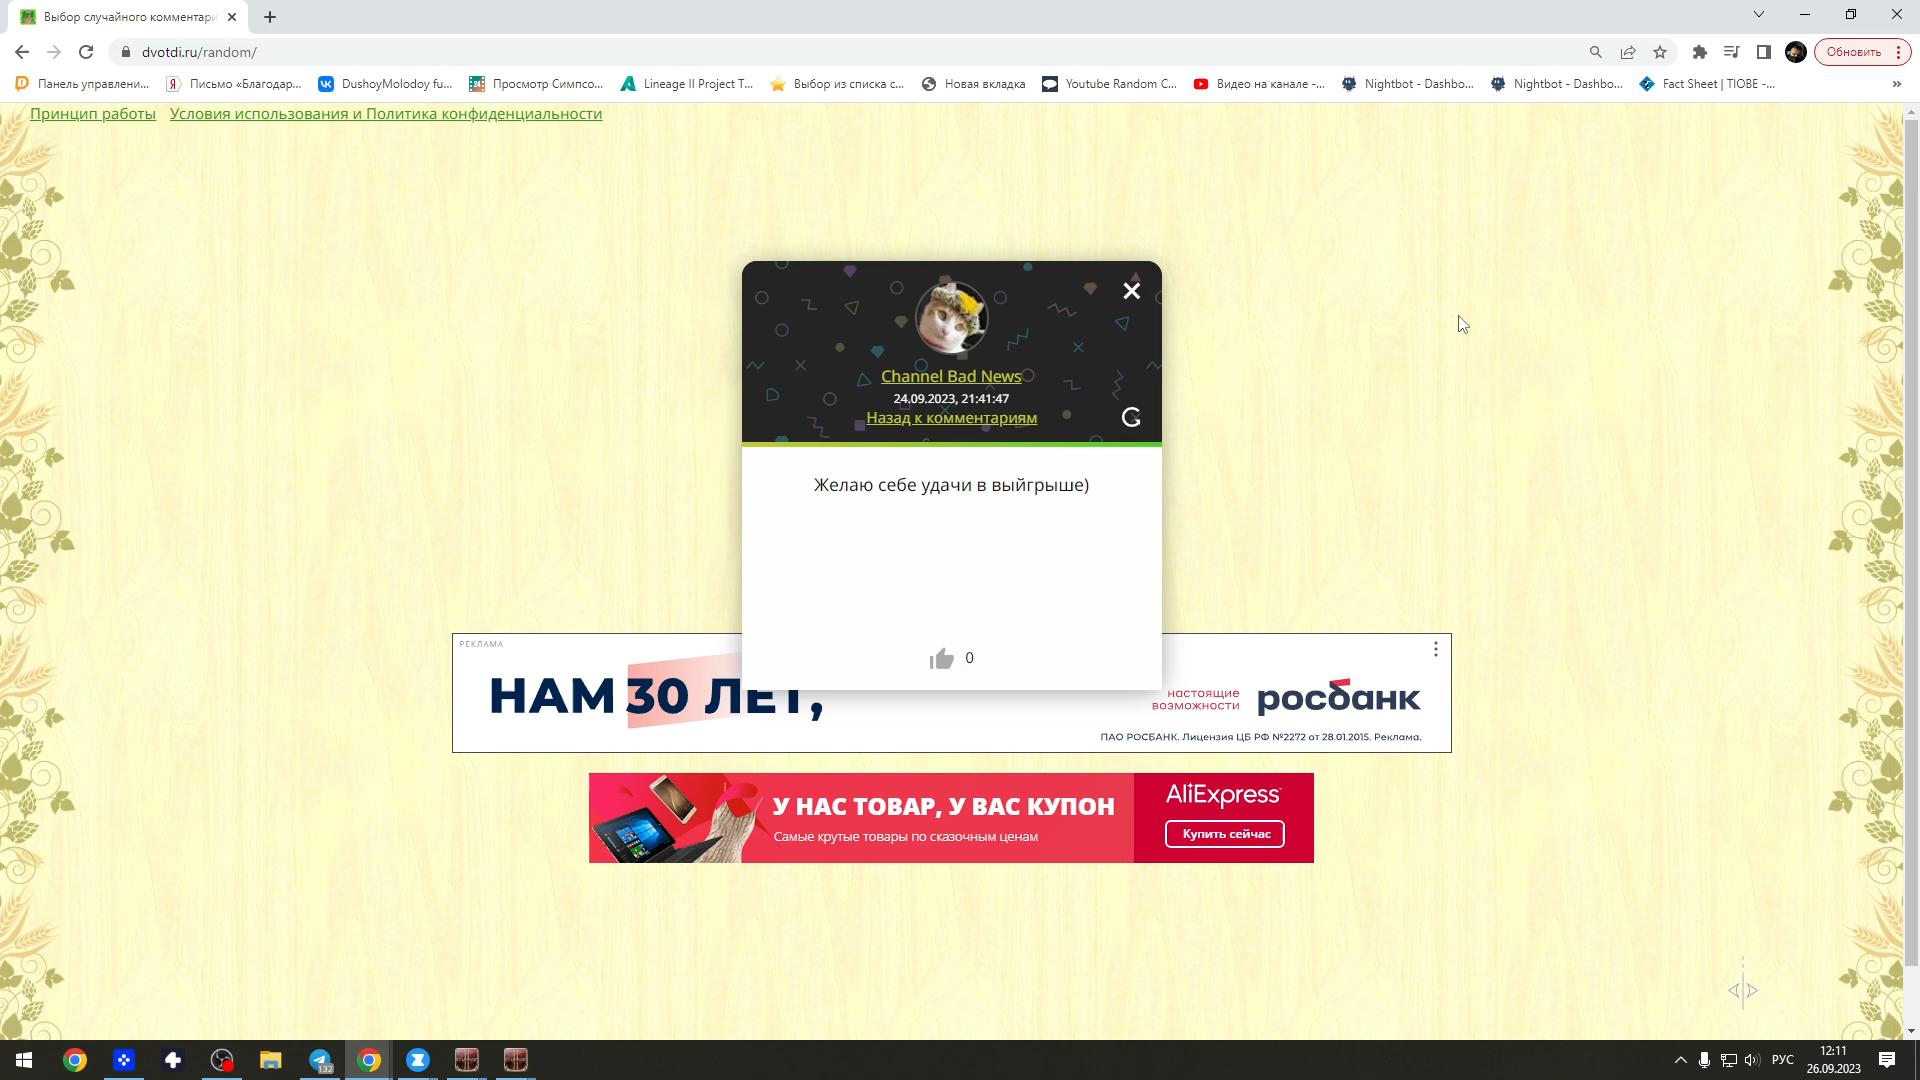 Выбор случайного комментари
dvotdi.ru/random/
Обновить
Панель управлени...
Письмо «Благодар...
DushoyMolodoy fu...
Просмотр Симпсо...
Lineage II Project T...
Выбор из списка с...
Новая вкладка
Youtube Random C...
Видео на канале -...
Nightbot - Dashbo...
Nightbot - Dashbo...
Fact Sheet | TIOBE -...
»
Принцип работы
Условия использования и Политика конфиденциальности
Channel Bad News
24.09.2023, 21:41:47
Назад к комментариям
Желаю себе удачи в выйгрыше)
0
РЕКЛАМА
НАМ 30 ЛЕТ,
настоящие
возможности
росбанк
ПАО РОСБАНК. Лицензия ЦБ РФ №2272 от 28.01.2015. Реклама.
У НАС ТОВАР, У ВАС КУПОН
Самые крутые товары по сказочным ценам
AliExpress
Купить сейчас
132
РУС
12:11
26.09.2023